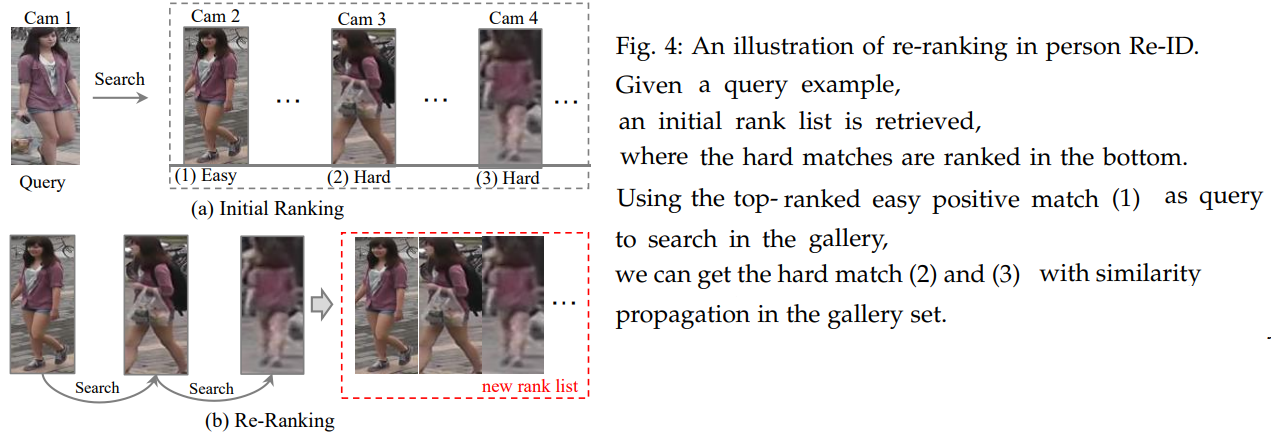 Cam 1
Cam 2
Cam 3
Cam 4
Search
...
...
...
Query
(1) Easy
(2) Hard
(3) Hard
(a) Initial Ranking
Search
Search
...
new rank list
(b) Re-Ranking
Fig. 4: An illustration of re-ranking in person Re-ID.
Given a query example,
an initial rank list is retrieved,
where the hard matches are ranked in the bottom.
Using the top- ranked easy positive match (1) as query
to search in the gallery,
we can get the hard match (2) and (3) with similarity
propagation in the gallery set.